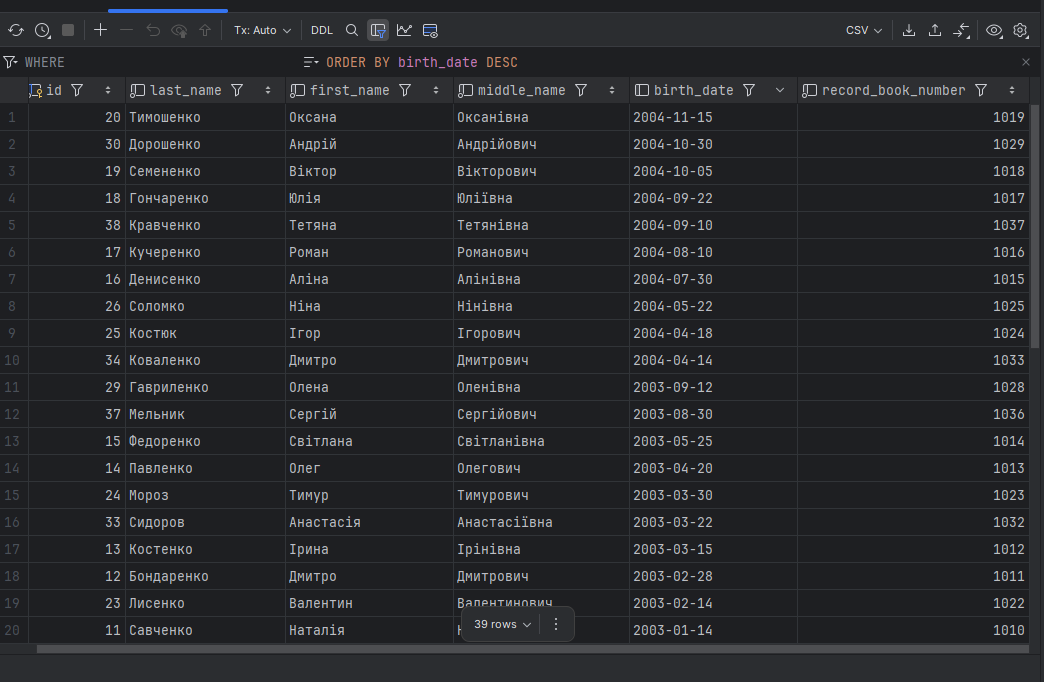 Tx: Auto DDL CSV
WHERE ORDER BY birth_date DESC
id last_name first_name middle_name birth_date record_book_number
1 20 Тимошенко Оксана Оксанівна 2004-11-15 1019
2 30 Дорошенко Андрій Андрійович 2004-10-30 1029
3 19 Семененко Віктор Вікторович 2004-10-05 1018
4 18 Гончаренко Юлія Юліївна 2004-09-22 1017
5 38 Кравченко Тетяна Тетянівна 2004-09-10 1037
6 17 Кучеренко Роман Романович 2004-08-10 1016
7 16 Денисенко Аліна Алінівна 2004-07-30 1015
8 26 Соломко Ніна Нінівна 2004-05-22 1025
9 25 Костюк Ігор Ігорович 2004-04-18 1024
10 34 Коваленко Дмитро Дмитрович 2004-04-14 1033
11 29 Гавриленко Олена Оленівна 2003-09-12 1028
12 37 Мельник Сергій Сергійович 2003-08-30 1036
13 15 Федоренко Світлана Світланівна 2003-05-25 1014
14 14 Павленко Олег Олегович 2003-04-20 1013
15 24 Мороз Тимур Тимурович 2003-03-30 1023
16 33 Сидоров Анастасія Анастасіївна 2003-03-22 1032
17 13 Костенко Ірина Ірінівна 2003-03-15 1012
18 12 Бондаренко Дмитро Дмитрович 2003-02-28 1011
19 23 Лисенко Валентин Валентинович 2003-02-14 1022
20 11 Савченко Наталія 2003-01-14 1010
39 rows